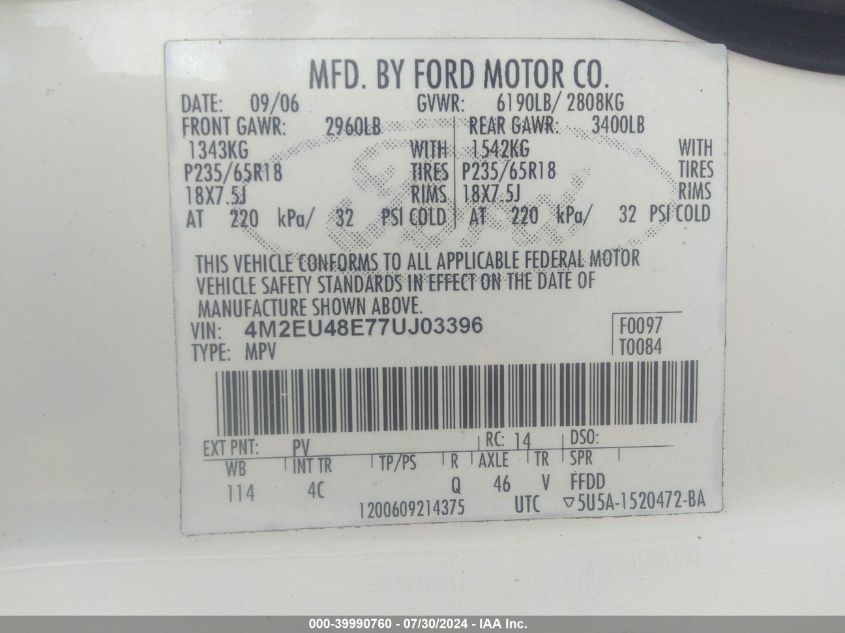 MFD. BY FORD MOTOR CO.
DATE: 09/06 GVWR: 6190LB/ 2808KG
FRONT GAWR: 2960LB REAR GAWR: 3400LB
1343KG WITH 1542KG WITH
P235/65R18 TIRES P235/65R18 TIRES
18X7.5J RIMS 18X7.5J RIMS
AT 220 kPa/ 32 PSI COLD AT 220 kPa/ 32 PSI COLD
THIS VEHICLE CONFORMS TO ALL APPLICABLE FEDERAL MOTOR
VEHICLE SAFETY STANDARDS IN EFFECT ON THE DATE OF
MANUFACTURE SHOWN ABOVE.
VIN: 4M2EU48E77UJ03396 F0097
TYPE: MPV T0084
EXT PNT: PV RC: 14 DSO:
WB INT TR TP/PS R AXLE TR SPR
114 4C Q 46 V FFDD
1200609214375 UTC ▽5U5A-1520472-BA
000-39990760 - 07/30/2024 - IAA Inc.